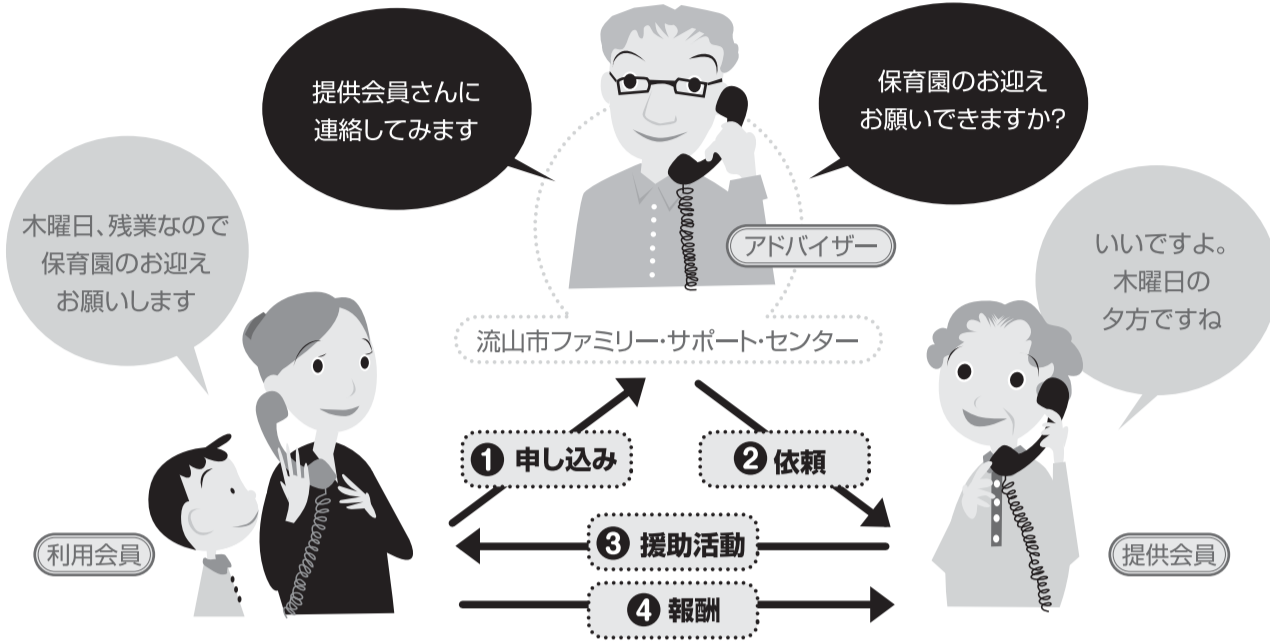 提供会員さんに
連絡してみます
保育園のお迎え
お願いできますか?
木曜日、残業なので
保育園のお迎え
お願いします
アドバイザー
いいですよ。
木曜日の
夕方ですね
流山市ファミリー・サポート・センター
❶ 申し込み
❷ 依頼
❸ 援助活動
❹ 報酬
利用会員
提供会員